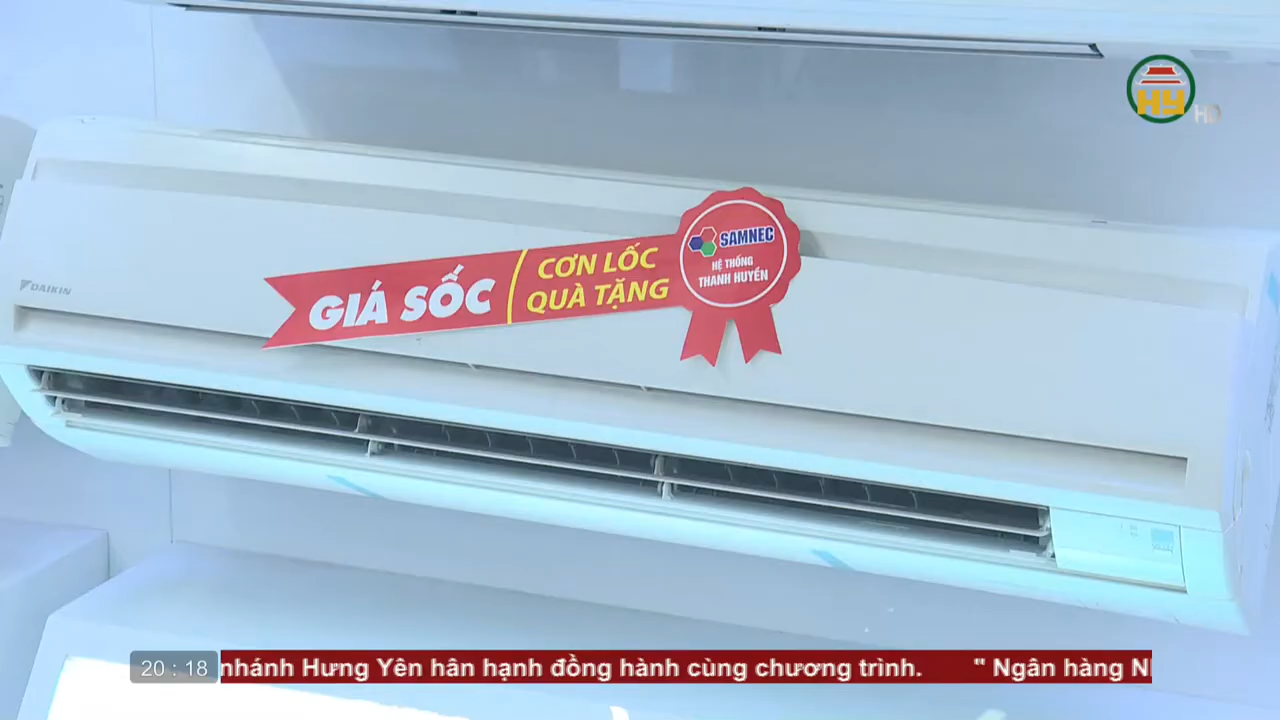 HY
HD
DAIKIN
GIÁ SỐC
CƠN LỐC
QUÀ TẶNG
SAMNEC
HỆ THỐNG
THANH HUYỀN
20 : 18
nhánh Hưng Yên hân hạnh đồng hành cùng chương trình. " Ngân hàng